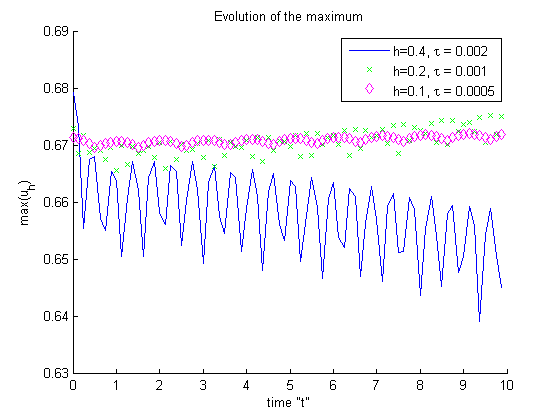 Evolution of the maximum
0.69
0.68
0.67
0.66
0.65
0.64
0.63
max(u_h)
h=0.4, τ = 0.002
h=0.2, τ = 0.001
h=0.1, τ = 0.0005
0 1 2 3 4 5 6 7 8 9 10
time "t"